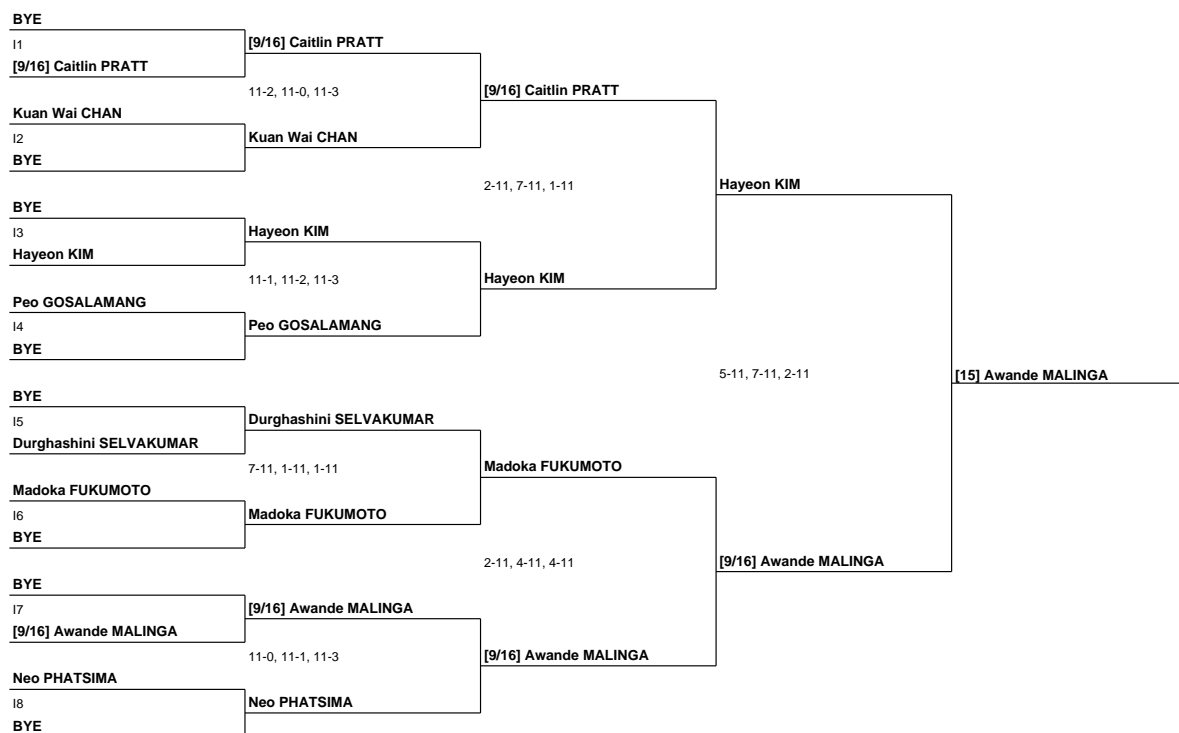 BYE
I1
[9/16] Caitlin PRATT
[9/16] Caitlin PRATT
11-2, 11-0, 11-3
[9/16] Caitlin PRATT
Kuan Wai CHAN
I2
Kuan Wai CHAN
BYE
2-11, 7-11, 1-11
Hayeon KIM
BYE
I3
Hayeon KIM
Hayeon KIM
11-1, 11-2, 11-3
Hayeon KIM
Peo GOSALAMANG
I4
Peo GOSALAMANG
BYE
5-11, 7-11, 2-11
[15] Awande MALINGA
BYE
I5
Durghashini SELVAKUMAR
Durghashini SELVAKUMAR
7-11, 1-11, 1-11
Madoka FUKUMOTO
Madoka FUKUMOTO
I6
Madoka FUKUMOTO
BYE
2-11, 4-11, 4-11
[9/16] Awande MALINGA
BYE
I7
[9/16] Awande MALINGA
[9/16] Awande MALINGA
11-0, 11-1, 11-3
[9/16] Awande MALINGA
Neo PHATSIMA
I8
Neo PHATSIMA
BYE